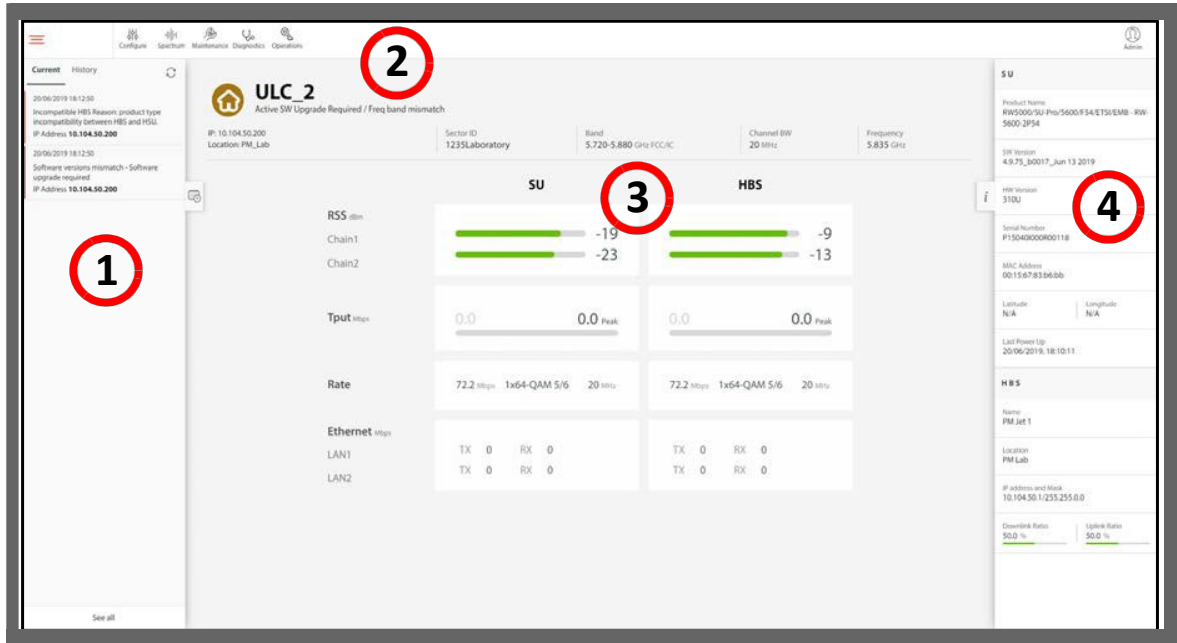 Configure Spectrum Maintenance Diagnostics Operations
Admin
2
Current History
20/06/2019 18:12:50
Incompatible HBS Reason: product type
incompatibility between HBS and HSU.
IP Address 10.104.50.200
20/06/2019 18:12:50
Software versions mismatch - Software
upgrade required
IP Address 10.104.50.200
1
See all
ULC_2
Active SW Upgrade Required / Freq band mismatch
IP: 10.104.50.200
Location: PM_Lab
Sector ID
1235Laboratory
Band
5.720-5.880 GHz FCC/IC
Channel BW
20 MHz
Frequency
5.835 GHz
SU HBS
3
RSS dBm
Chain1 -19 -9
Chain2 -23 -13
Tput Mbps 0.0 0.0 Peak 0.0 0.0 Peak
Rate 72.2 Mbps 1x64-QAM 5/6 20 MHz 72.2 Mbps 1x64-QAM 5/6 20 MHz
Ethernet Mbps
LAN1 TX 0 RX 0 TX 0 RX 0
LAN2 TX 0 RX 0 TX 0 RX 0
i
SU
Product Name
RW5000/SU-Pro/5600/F54/ETSI/EMB - RW-
5600-2P54
SW Version
4.9.75_b0017_Jun 13 2019
HW Version
310U
4
Serial Number
P15040I000R00118
MAC Address
00:15:67:83:b6:bb
Latitude
N/A
Longitude
N/A
Last Power Up
20/06/2019, 18:10:11
HBS
Name
PM Jet 1
Location
PM Lab
IP address and Mask
10.104.50.1/255.255.0.0
Downlink Ratio
50.0 %
Uplink Ratio
50.0 %